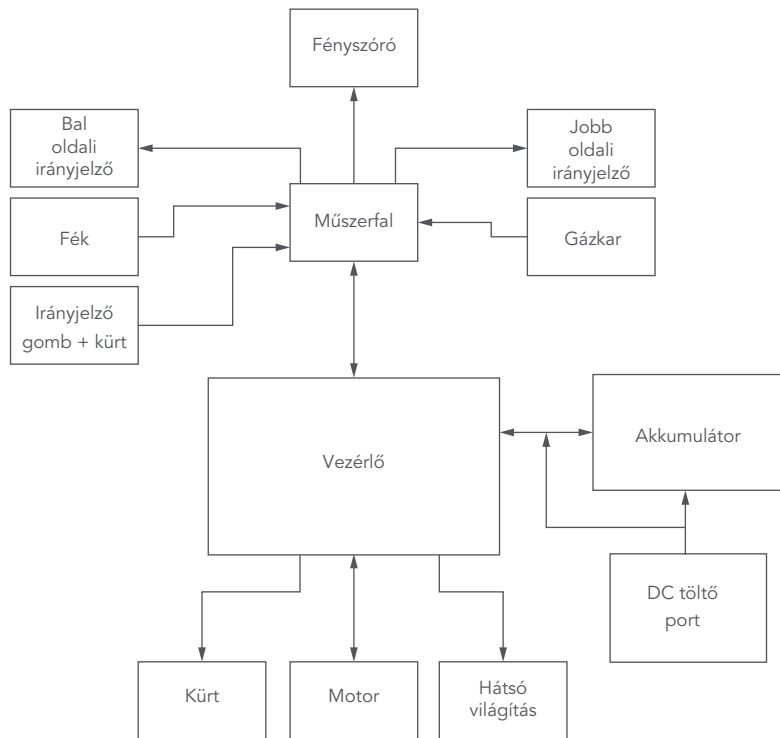 Fényszóró
Bal
oldali
irányjelző
Jobb
oldali
irányjelző
Műszerfal
Fék
Gázkar
Irányjelző
gomb + kürt
Vezérlő
Akkumulátor
DC töltő
port
Kürt
Motor
Hátsó
világítás